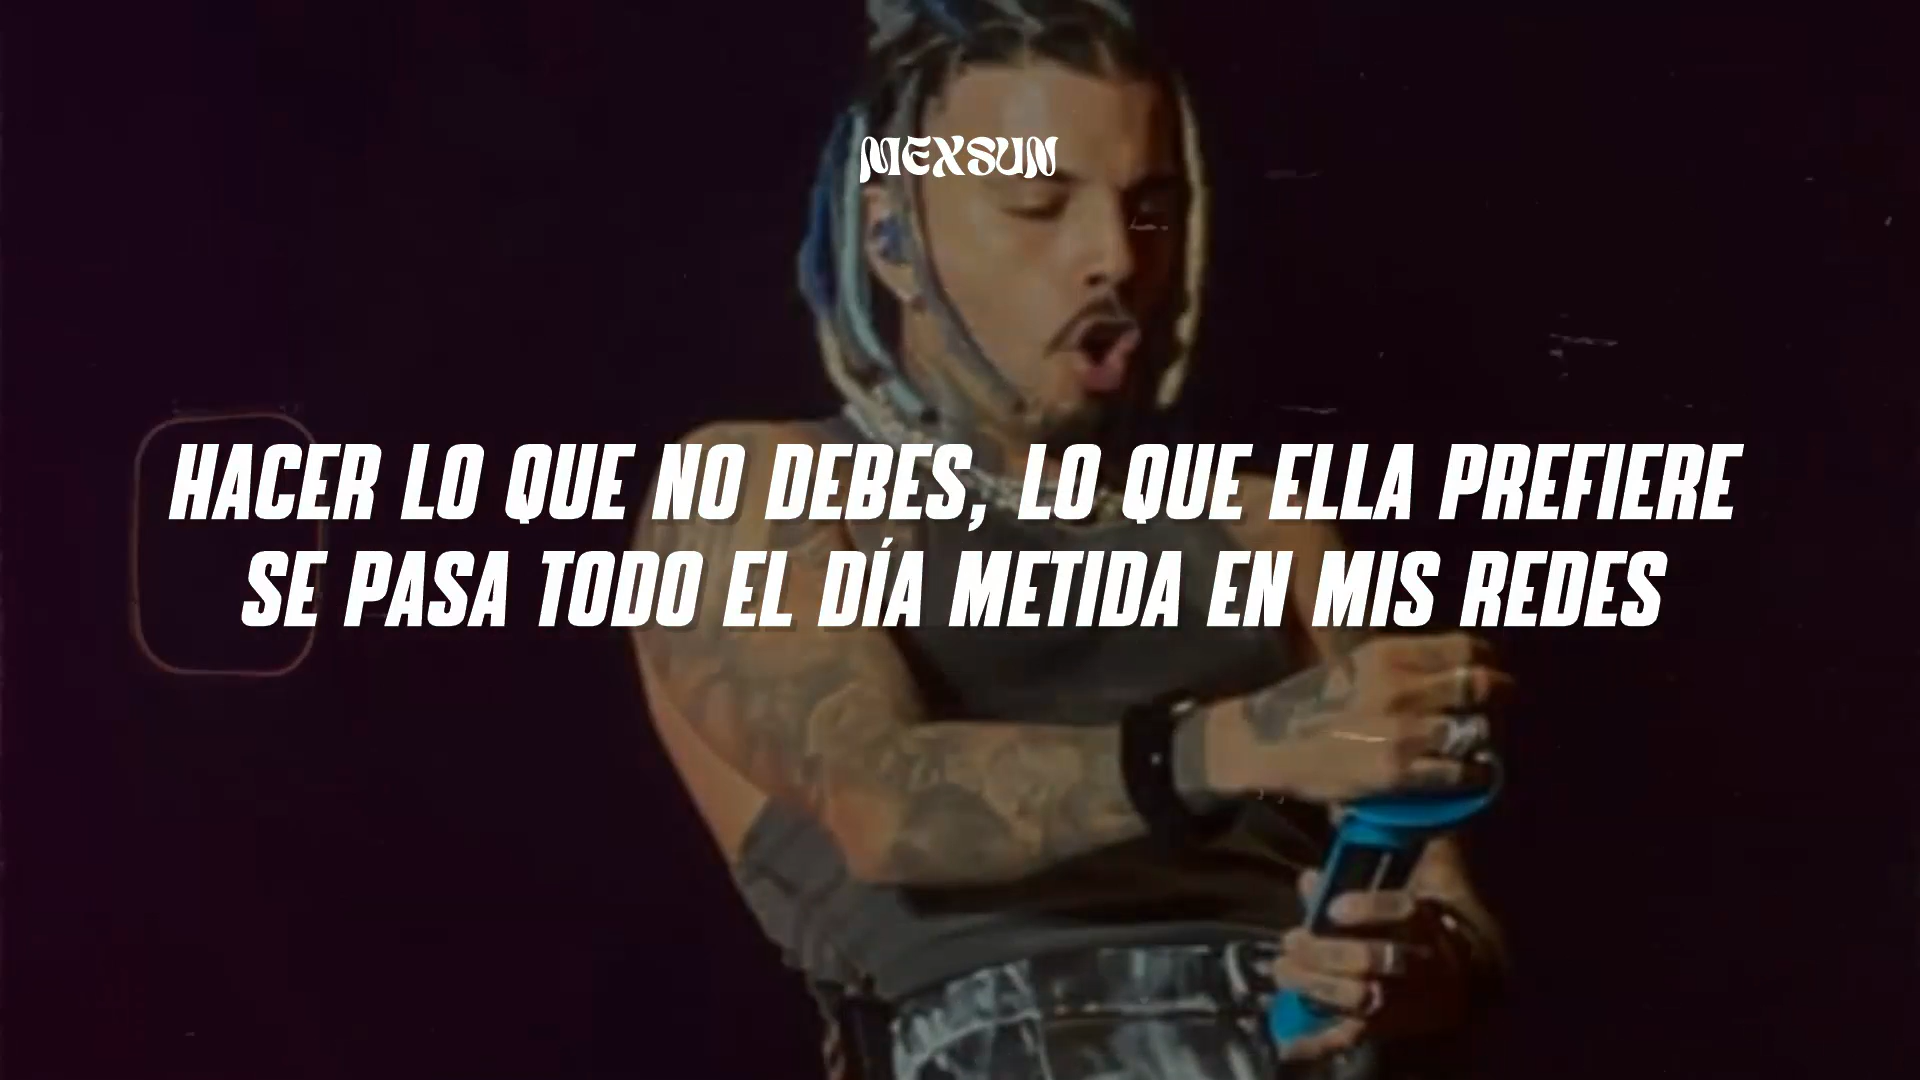 MEXSUN
HACER LO QUE NO DEBES, LO QUE ELLA PREFIERE
SE PASA TODO EL DÍA METIDA EN MIS REDES